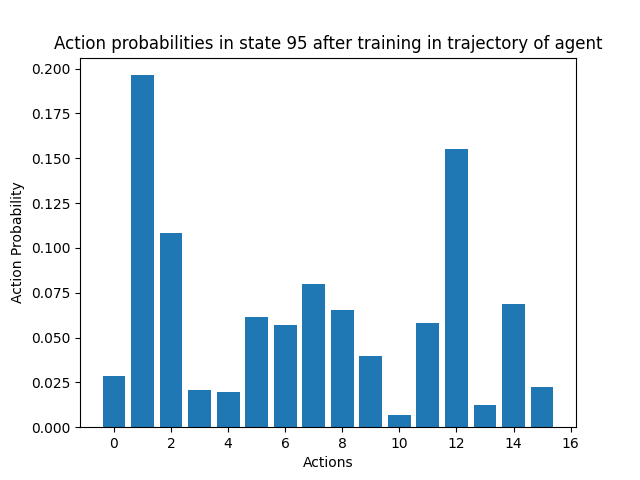 Action probabilities in state 95 after training in trajectory of agent
0.200
0.175
0.150
0.125
0.100
0.075
0.050
0.025
0.000
Action Probability
0 2 4 6 8 10 12 14 16
Actions